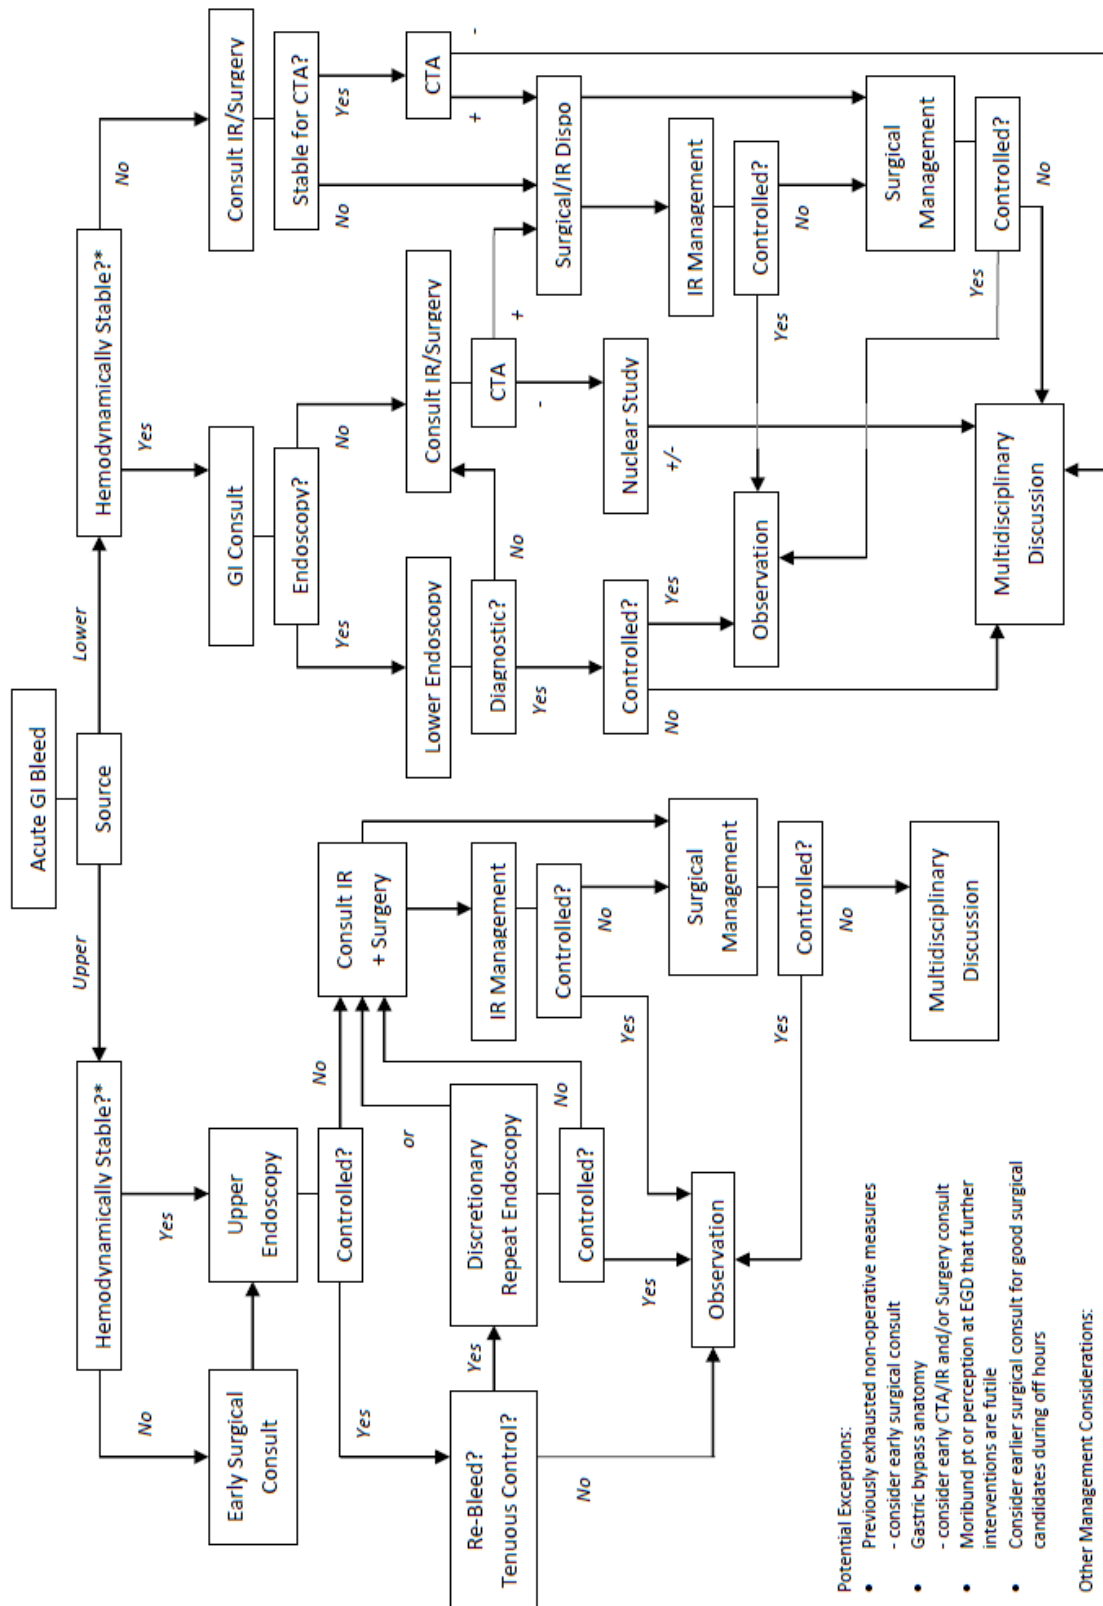 Acute GI Bleed
Source
Upper
Lower
Hemodynamically Stable?*
No
Yes
Early Surgical
Consult
Upper
Endoscopy
Controlled?
Yes
No
Re-Bleed?
Tenuous Control?
Yes
No
Discretionary
Repeat Endoscopy
or
Controlled?
Yes
No
Consult IR
+ Surgery
IR Management
Controlled?
Yes
No
Surgical
Management
Controlled?
Yes
No
Observation
Multidisciplinary
Discussion
Hemodynamically Stable?*
Yes
No
GI Consult
Endoscopy?
Yes
No
Lower Endoscopy
Diagnostic?
Yes
No
Controlled?
No
Yes
Consult IR/Surgery
CTA
-
+
Nuclear Study
+/-
Consult IR/Surgery
Stable for CTA?
No
Yes
CTA
+
-
Surgical/IR Dispo
IR Management
Controlled?
Yes
No
Surgical
Management
Controlled?
Yes
No
Observation
Multidisciplinary
Discussion
Potential Exceptions:
• Previously exhausted non-operative measures
- consider early surgical consult
• Gastric bypass anatomy
- consider early CTA/IR and/or Surgery consult
• Moribund pt or perception at EGD that further
interventions are futile
• Consider earlier surgical consult for good surgical
candidates during off hours
Other Management Considerations: